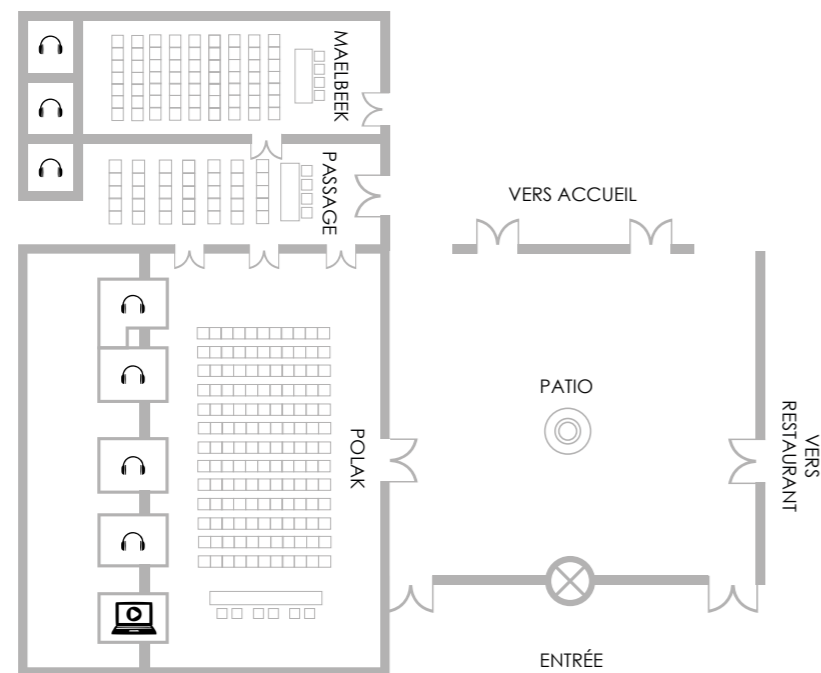 MAELBEEK
PASSAGE
VERS ACCUEIL
PATIO
POLAK
VERS
RESTAURANT
ENTRÉE